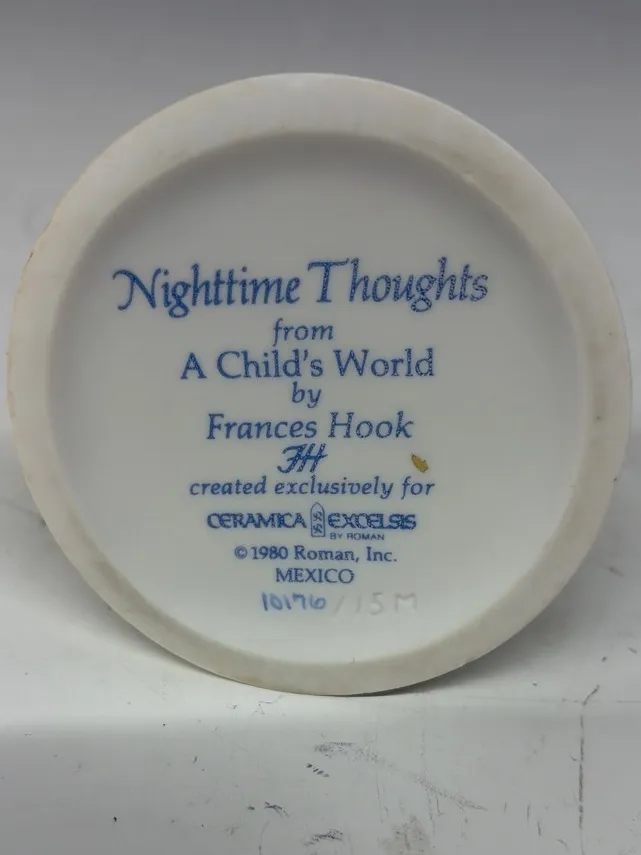 Nighttime Thoughts
from
A Child's World
by
Frances Hook
FH
created exclusively for
CERAMICA EXCELSIS
BY ROMAN
© 1980 Roman, Inc.
MEXICO
10176/15M